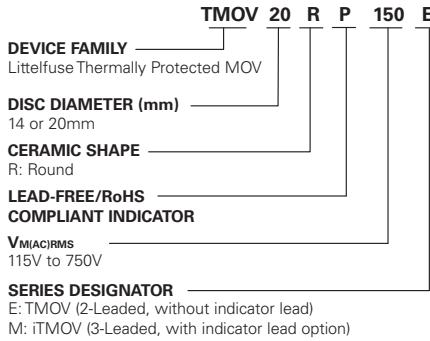 TMOV 20 R P 150 E
DEVICE FAMILY
Littelfuse Thermally Protected MOV
DISC DIAMETER (mm)
14 or 20mm
CERAMIC SHAPE
R: Round
LEAD-FREE/RoHS
COMPLIANT INDICATOR
VM(AC)RMS
115V to 750V
SERIES DESIGNATOR
E: TMOV (2-Leaded, without indicator lead)
M: iTMOV (3-Leaded, with indicator lead option)